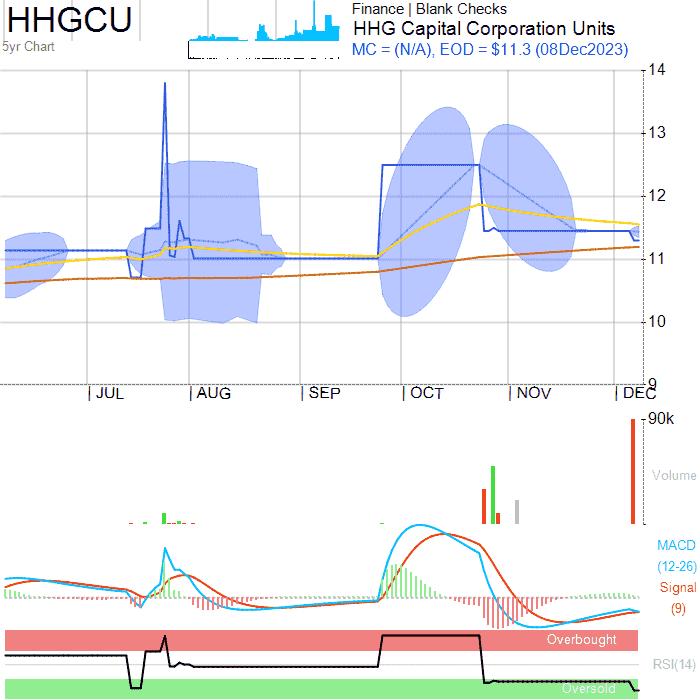 HHGCU
5yr Chart
Finance | Blank Checks
HHG Capital Corporation Units
MC = (N/A), EOD = $11.3 (08Dec2023)
14
13
12
11
10
9
JUL AUG SEP OCT NOV DEC
90k
Volume
MACD
(12-26)
Signal
(9)
Overbought
RSI(14)
Oversold